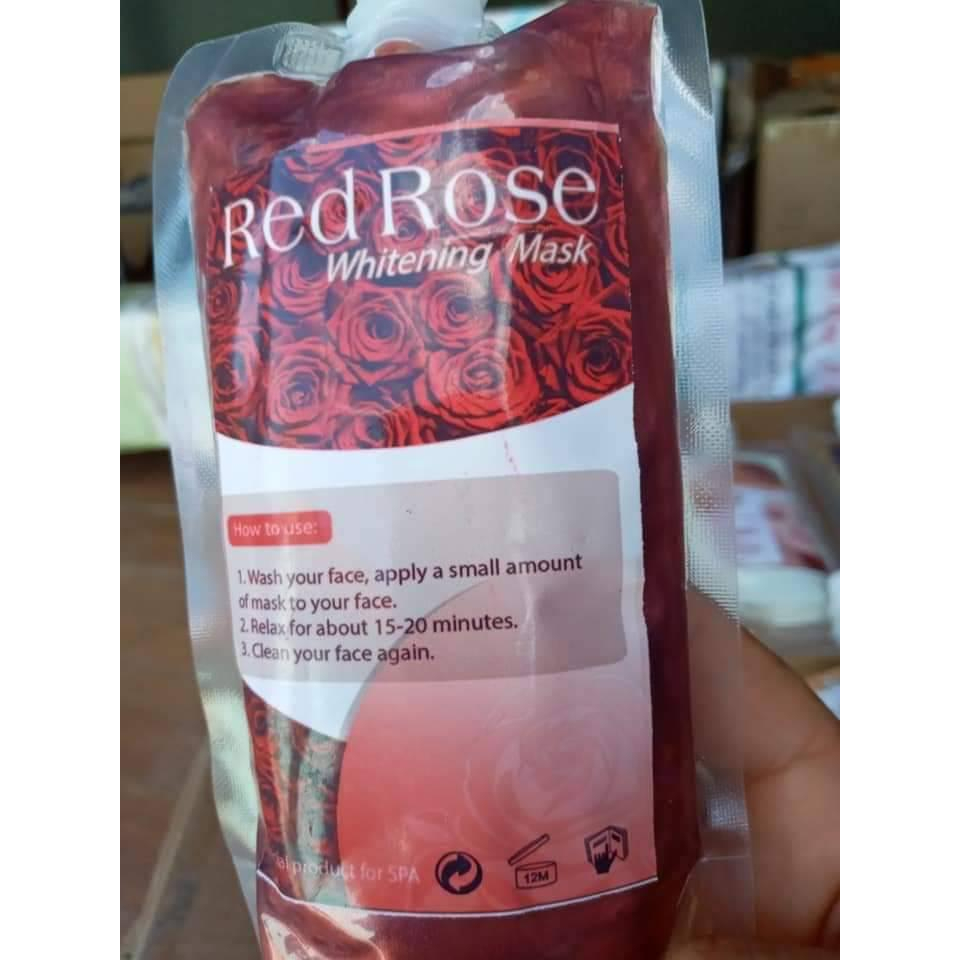 Red Rose
Whitening Mask
How to use:
1. Wash your face, apply a small amount
of mask to your face.
2. Relax for about 15-20 minutes.
3. Clean your face again.
product for SPA
12M